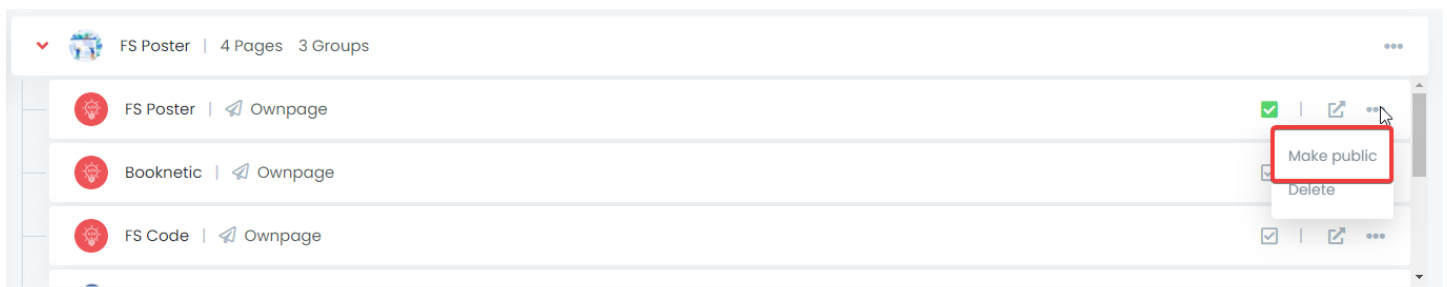 FS Poster | 4 Pages 3 Groups
FS Poster | Ownpage
Make public
Booknetic | Ownpage
Delete
FS Code | Ownpage